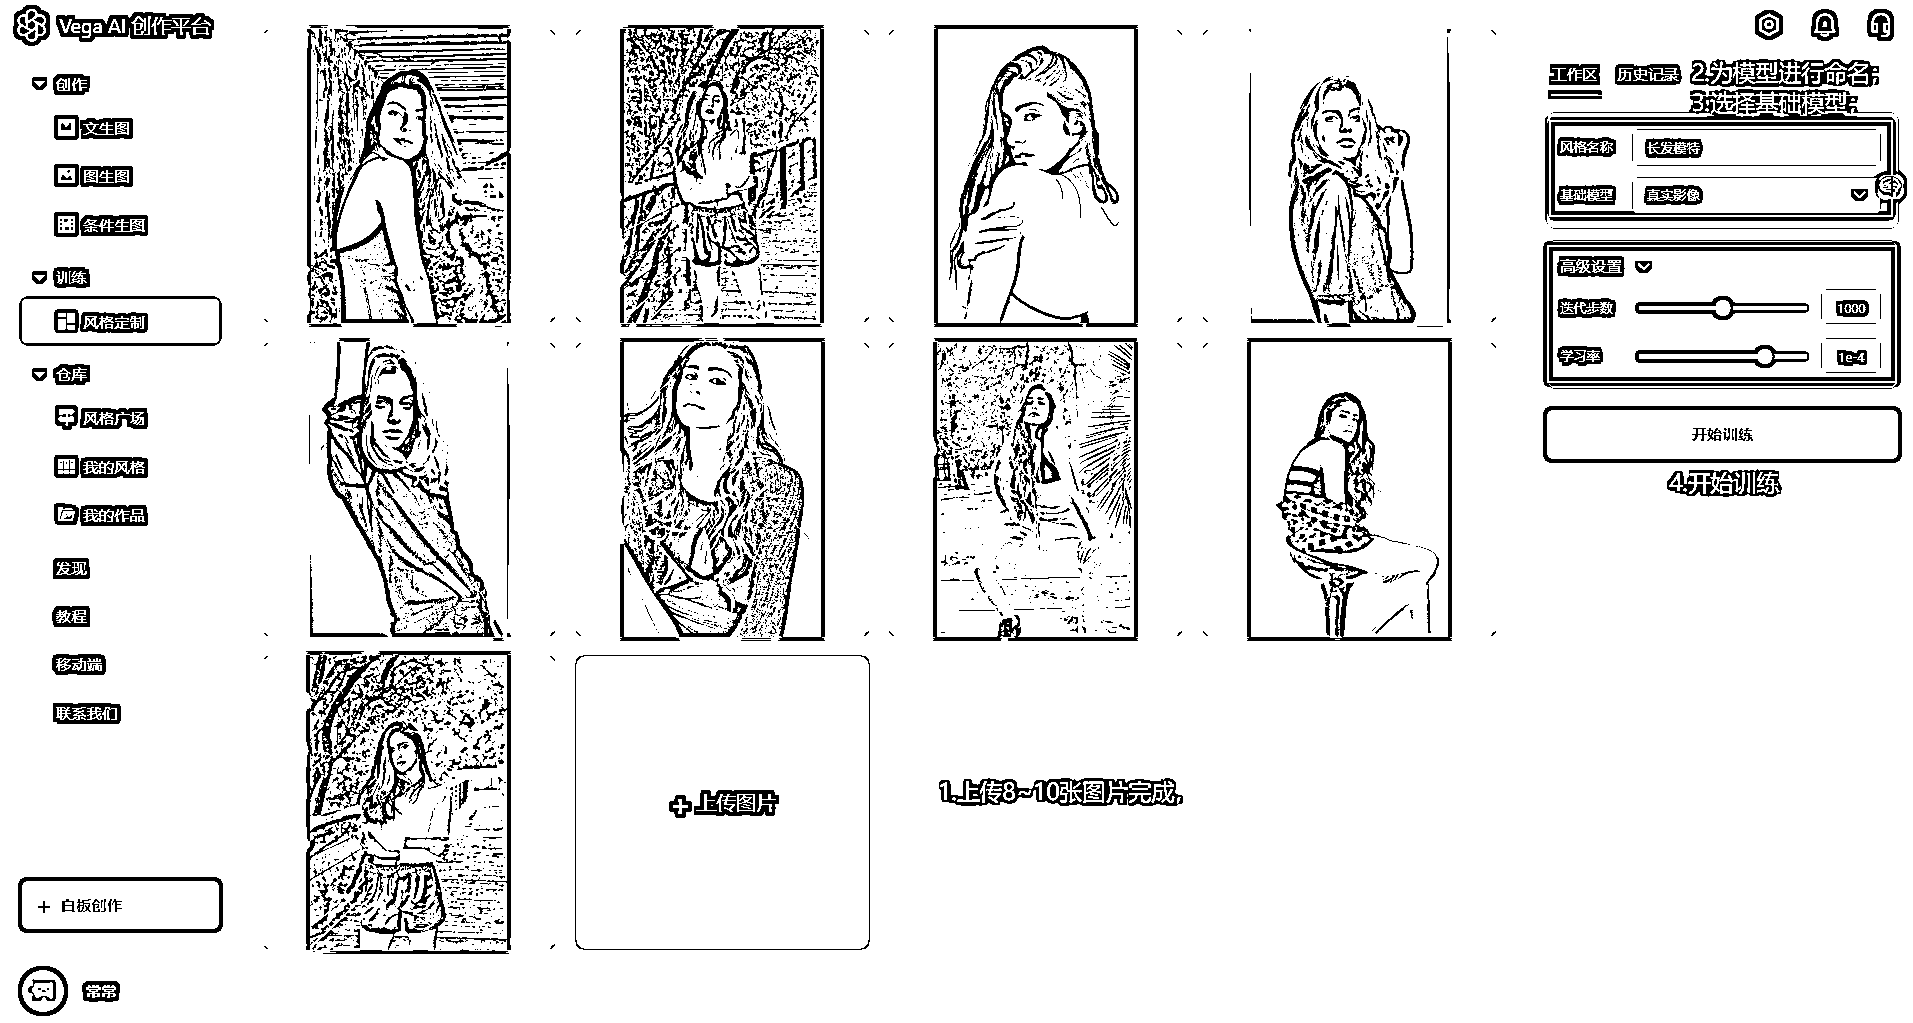 Vega AI 创作平台
创作
文生图
图生图
条件生图
训练
风格定制
仓库
风格广场
我的风格
我的作品
发现
教程
移动端
联系我们
+ 白板创作
常常
+ 上传图片
1.上传8~10张图片完成,
工作区 历史记录
2.为模型进行命名;
3.选择基础模型;
风格名称 长发模特
基础模型 真实影像
高级设置
迭代步数 1000
学习率 1e-4
开始训练
4.开始训练